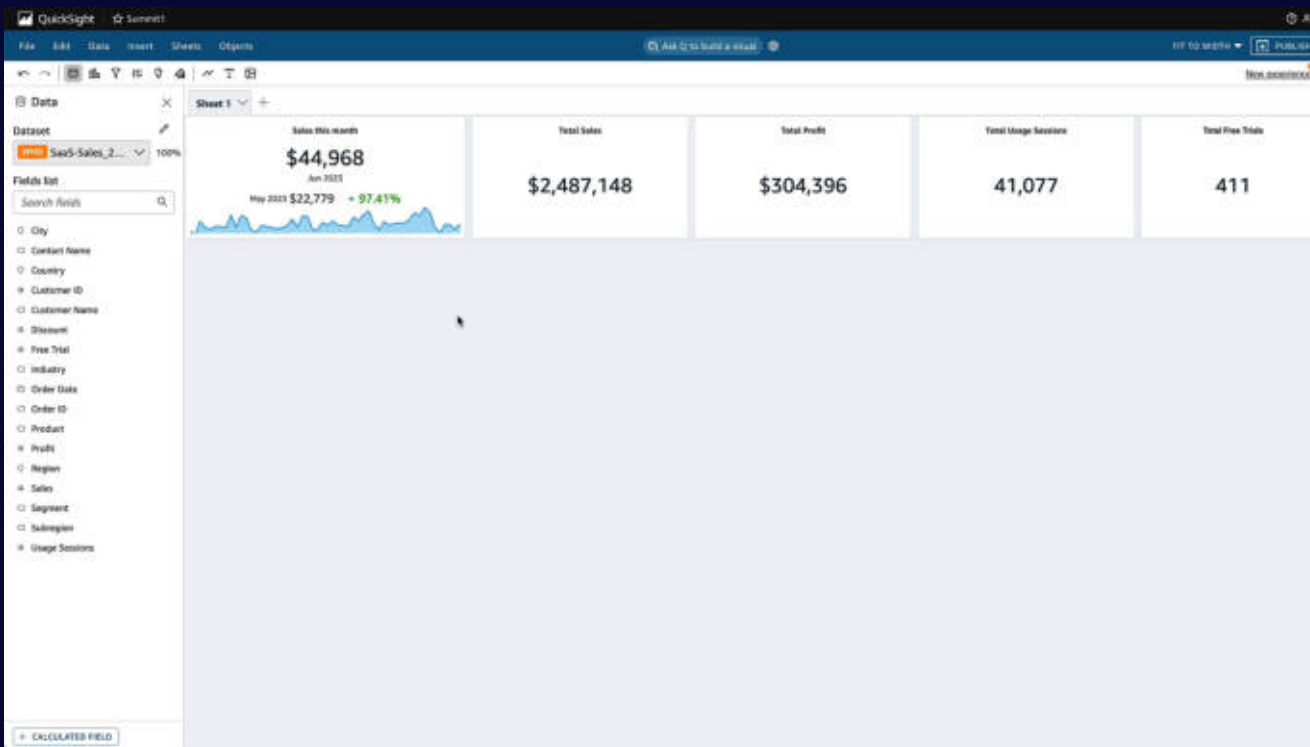 QuickSight Summit
File Edit Data Insert Sheets Objects
Ask Q to build a visual
FIT TO WIDTH
PUBLISH
New experience
Data
Sheet 1
Dataset
SPICE SaaS-Sales_2... 100%
Fields list
Search fields
City
Contact Name
Country
Customer ID
Customer Name
Discount
Free Trial
Industry
Order Date
Order ID
Product
Profit
Region
Sales
Segment
Subregion
Usage Sessions
+ CALCULATED FIELD
Sales this month
$44,968
Jun 2023
May 2023 $22,779 + 97.41%
Total Sales
$2,487,148
Total Profit
$304,396
Total Usage Sessions
41,077
Total Free Trials
411